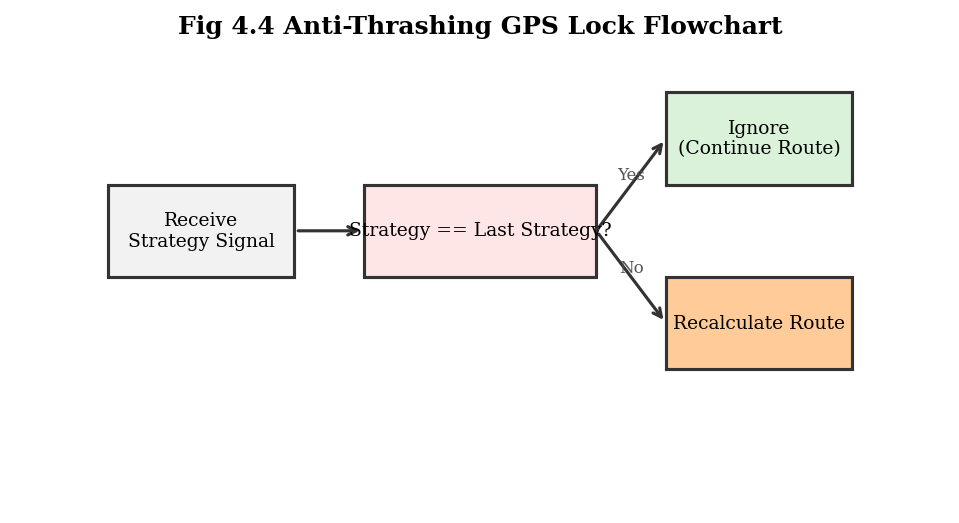 Fig 4.4 Anti-Thrashing GPS Lock Flowchart
Receive
Strategy Signal
Strategy == Last Strategy?
Yes
Ignore
(Continue Route)
No
Recalculate Route